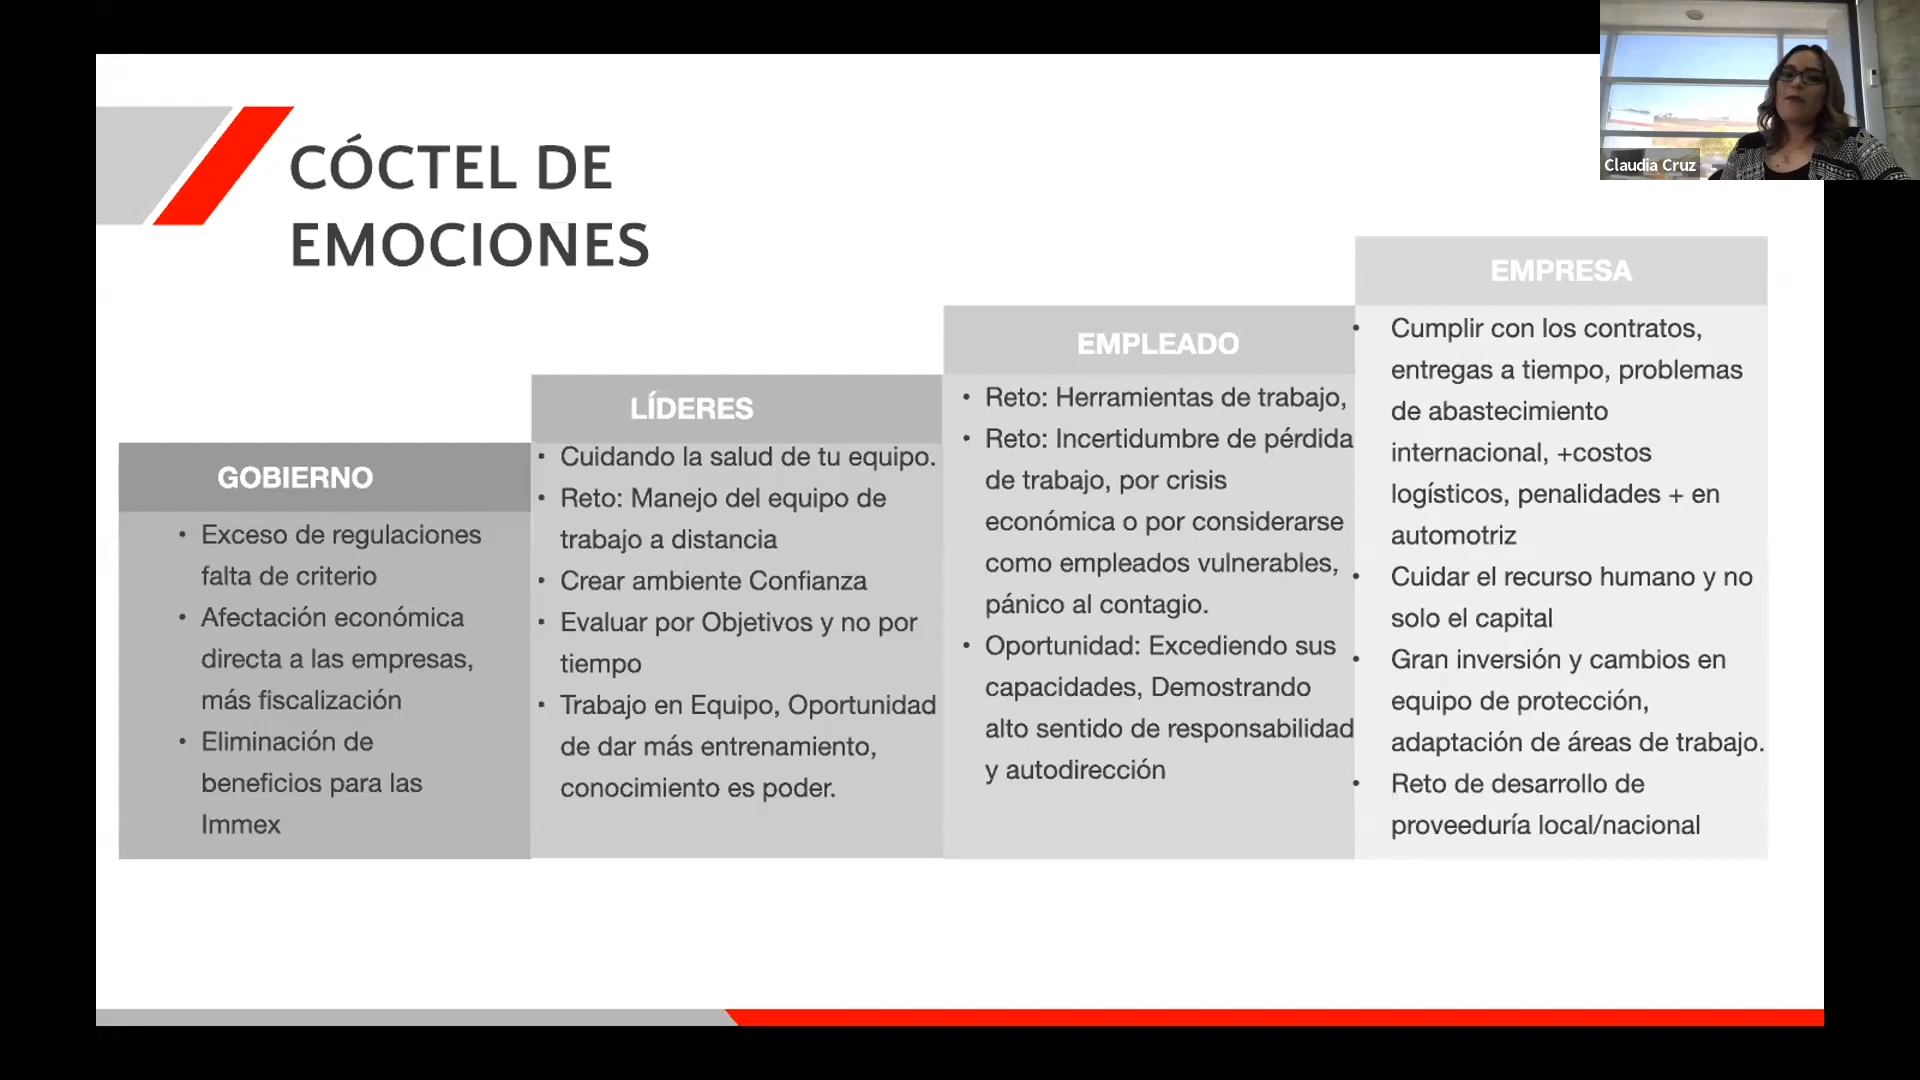 CÓCTEL DE
EMOCIONES
Claudia Cruz
GOBIERNO
• Exceso de regulaciones
falta de criterio
• Afectación económica
directa a las empresas,
más fiscalización
• Eliminación de
beneficios para las
Immex
LÍDERES
• Cuidando la salud de tu equipo.
• Reto: Manejo del equipo de
trabajo a distancia
• Crear ambiente Confianza
• Evaluar por Objetivos y no por
tiempo
• Trabajo en Equipo, Oportunidad
de dar más entrenamiento,
conocimiento es poder.
EMPLEADO
• Reto: Herramientas de trabajo,
• Reto: Incertidumbre de pérdida
de trabajo, por crisis
económica o por considerarse
como empleados vulnerables,
pánico al contagio.
• Oportunidad: Excediendo sus
capacidades, Demostrando
alto sentido de responsabilidad
y autodirección
EMPRESA
• Cumplir con los contratos,
entregas a tiempo, problemas
de abastecimiento
internacional, +costos
logísticos, penalidades + en
automotriz
• Cuidar el recurso humano y no
solo el capital
• Gran inversión y cambios en
equipo de protección,
adaptación de áreas de trabajo.
• Reto de desarrollo de
proveeduría local/nacional